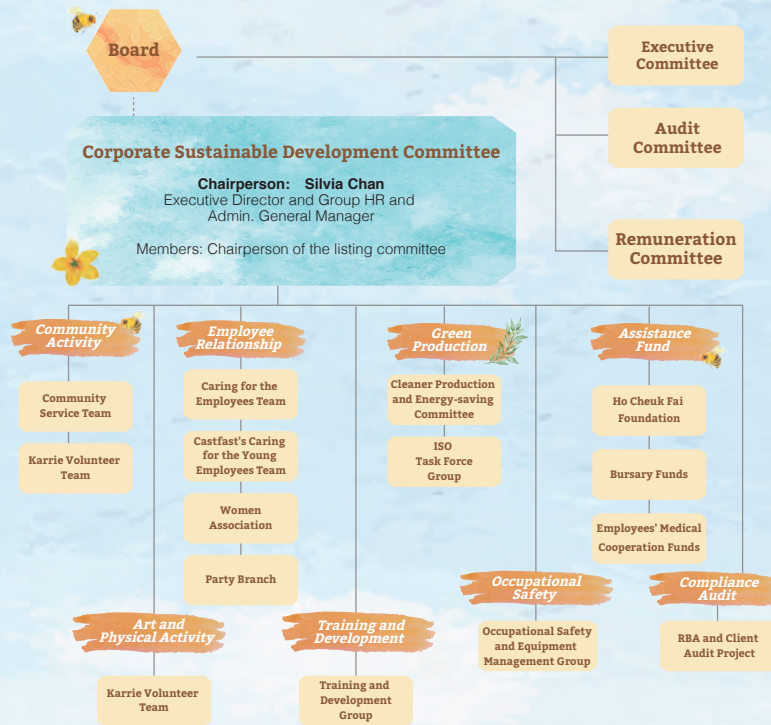 Board
Executive
Committee
Audit
Committee
Remuneration
Committee
Corporate Sustainable Development Committee
Chairperson: Silvia Chan
Executive Director and Group HR and
Admin. General Manager
Members: Chairperson of the listing committee
Community
Activity
Community
Service Team
Karrie Volunteer
Team
Employee
Relationship
Caring for the
Employees Team
Castfast's Caring
for the Young
Employees Team
Women
Association
Party Branch
Green
Production
Cleaner Production
and Energy-saving
Committee
ISO
Task Force
Group
Assistance
Fund
Ho Cheuk Fai
Foundation
Bursary Funds
Employees' Medical
Cooperation Funds
Art and
Physical Activity
Karrie Volunteer
Team
Training and
Development
Training and
Development
Group
Occupational
Safety
Occupational Safety
and Equipment
Management Group
Compliance
Audit
RBA and Client
Audit Project